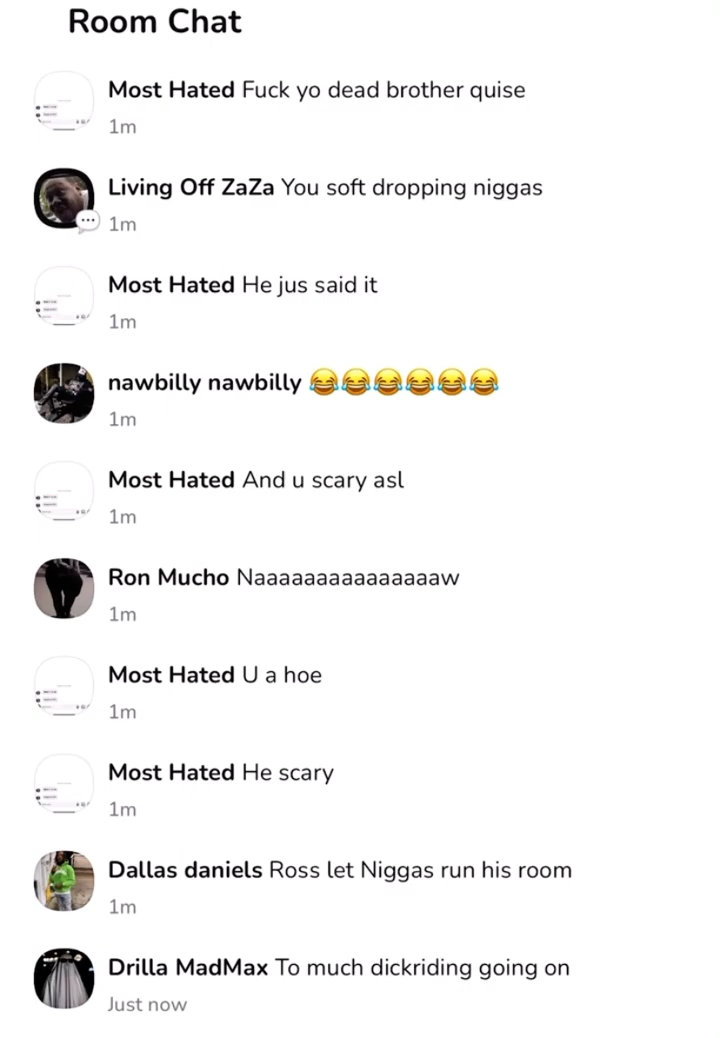 Room Chat
Most Hated Fuck yo dead brother quise
1m
Living Off ZaZa You soft dropping niggas
1m
Most Hated He jus said it
1m
nawbilly nawbilly 😂😂😂😂😂😂
1m
Most Hated And u scary asl
1m
Ron Mucho Naaaaaaaaaaaaaaaw
1m
Most Hated U a hoe
1m
Most Hated He scary
1m
Dallas daniels Ross let Niggas run his room
1m
Drilla MadMax To much dickriding going on
Just now